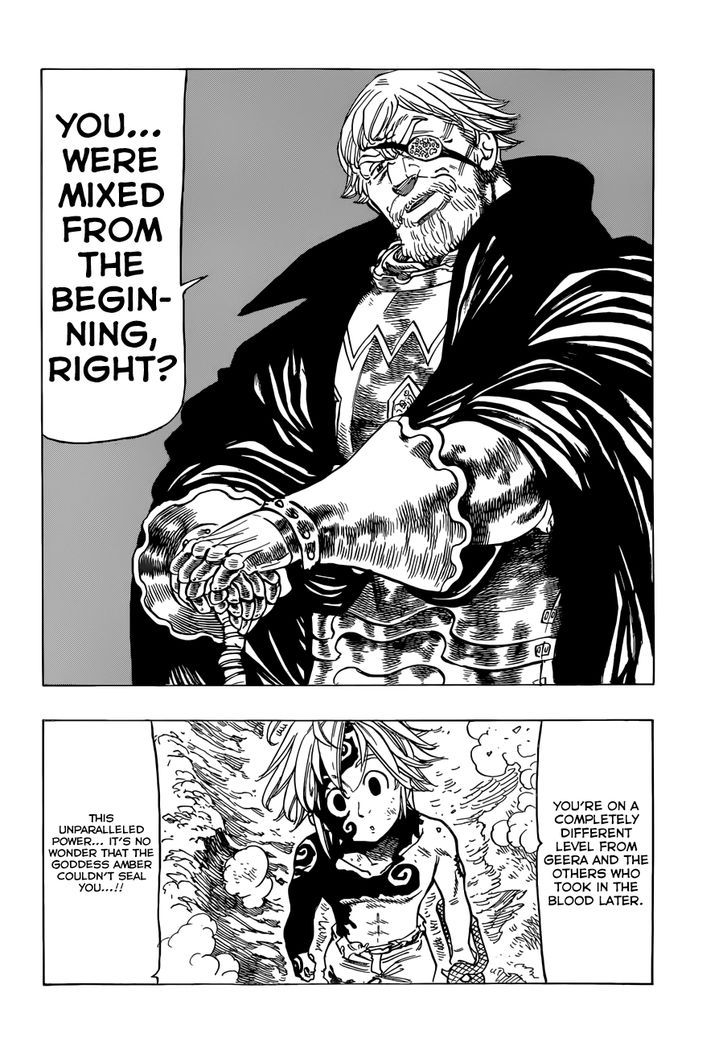 YOU...
WERE
MIXED
FROM
THE
BEGIN-
NING,
RIGHT?
YOU'RE ON A
COMPLETELY
DIFFERENT
LEVEL FROM
GEERA AND THE
OTHERS WHO
TOOK IN THE
BLOOD LATER.
THIS
UNPARALLELED
POWER... IT'S NO
WONDER THAT THE
GODDESS AMBER
COULDN'T SEAL
YOU...!!